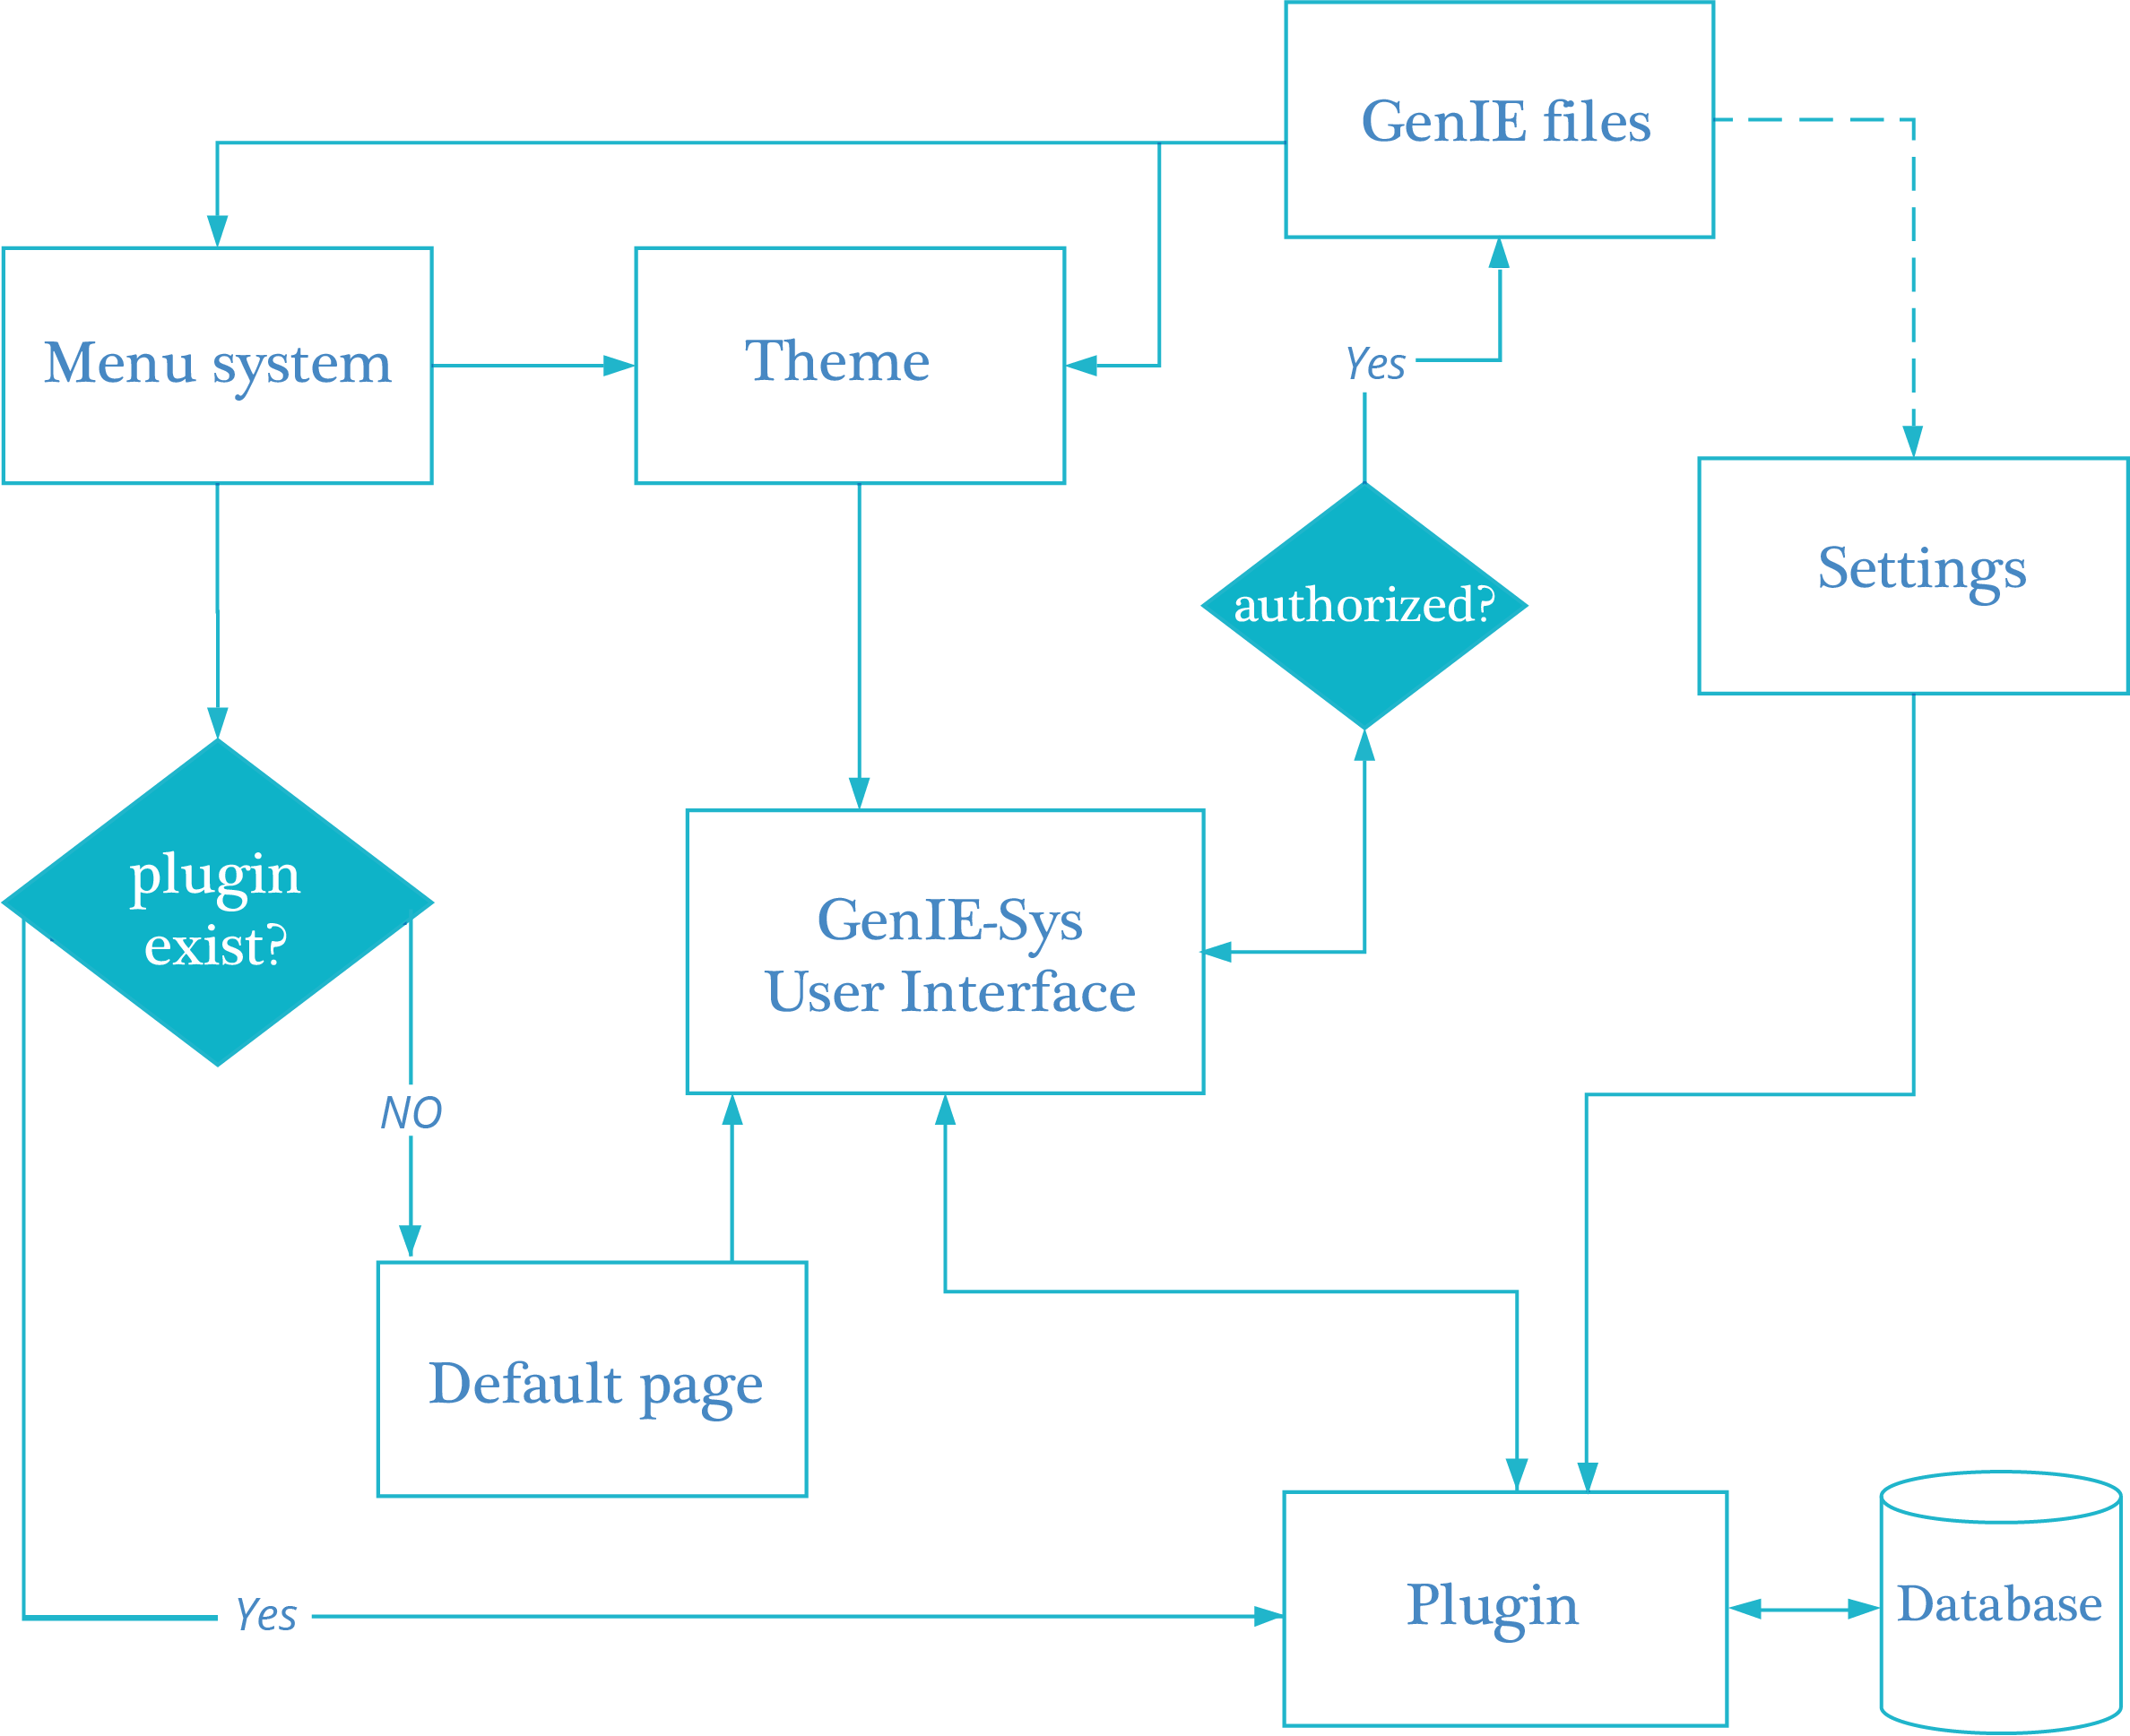 GenIE files
Menu system
Theme
Yes
Settings
authorized?
plugin
exist?
GenIE-Sys
User Interface
NO
Default page
Plugin
Database
Yes